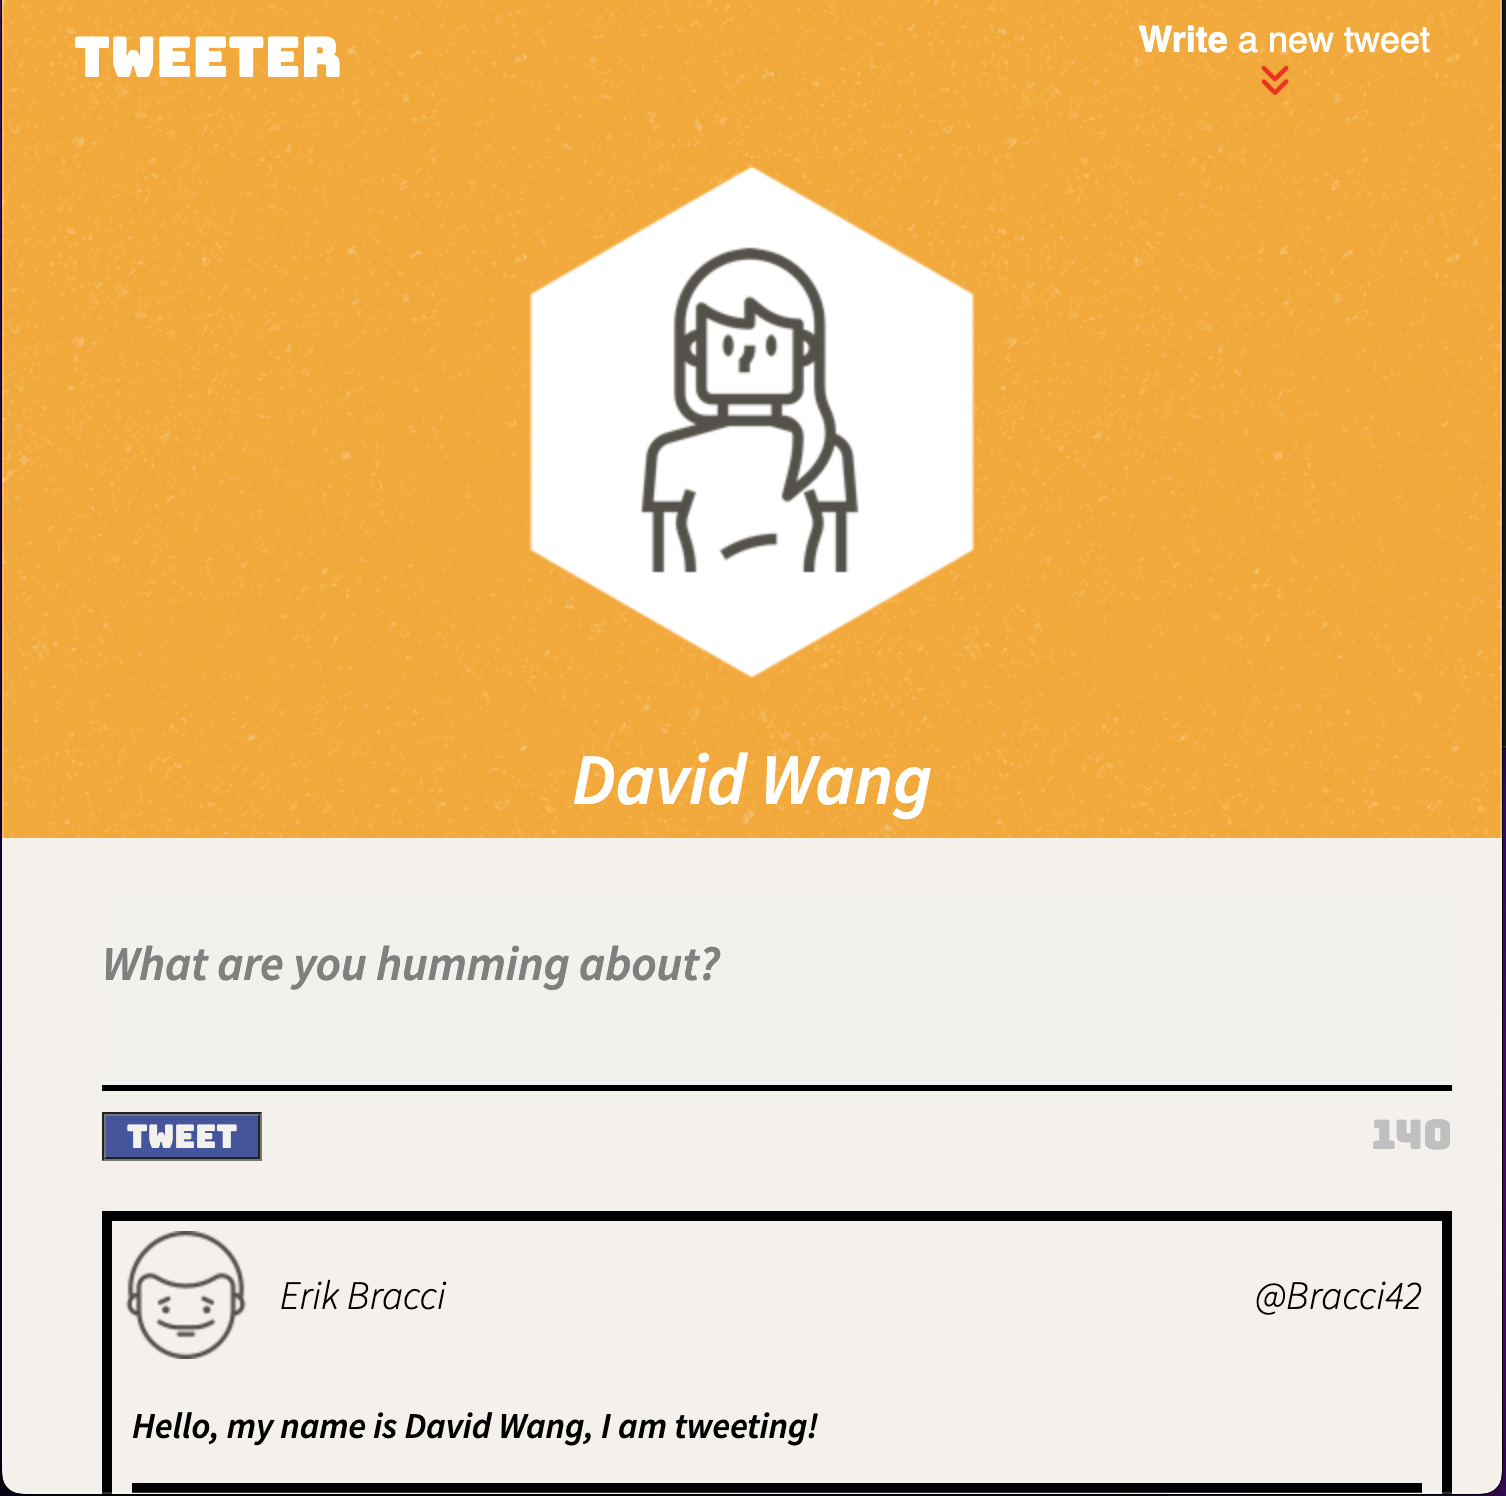 TWEETER
Write a new tweet
David Wang
What are you humming about?
TWEET
140
Erik Bracci
@Bracci42
Hello, my name is David Wang, I am tweeting!